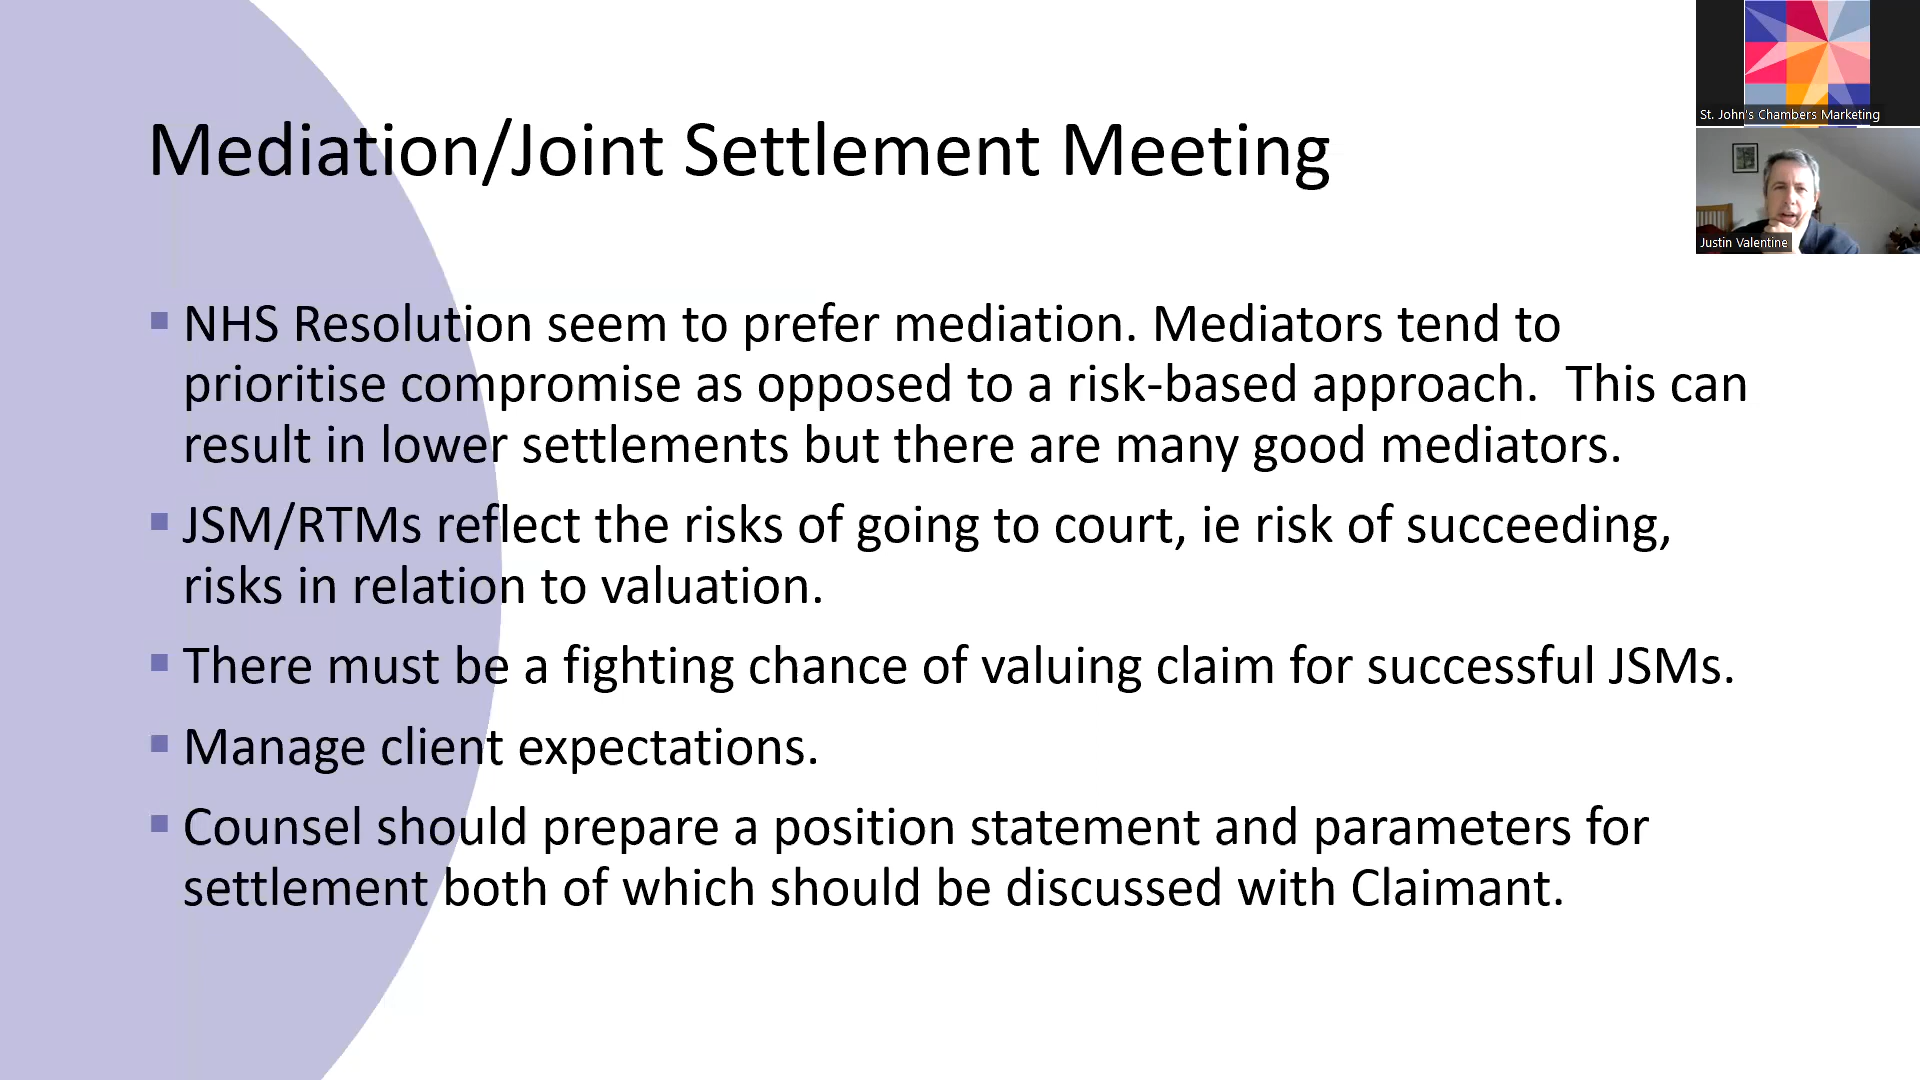 Mediation/Joint Settlement Meeting
▪ NHS Resolution seem to prefer mediation. Mediators tend to
prioritise compromise as opposed to a risk-based approach.  This can
result in lower settlements but there are many good mediators.
▪ JSM/RTMs reflect the risks of going to court, ie risk of succeeding,
risks in relation to valuation.
▪ There must be a fighting chance of valuing claim for successful JSMs.
▪ Manage client expectations.
▪ Counsel should prepare a position statement and parameters for
settlement both of which should be discussed with Claimant.
St. John's Chambers Marketing
Justin Valentine